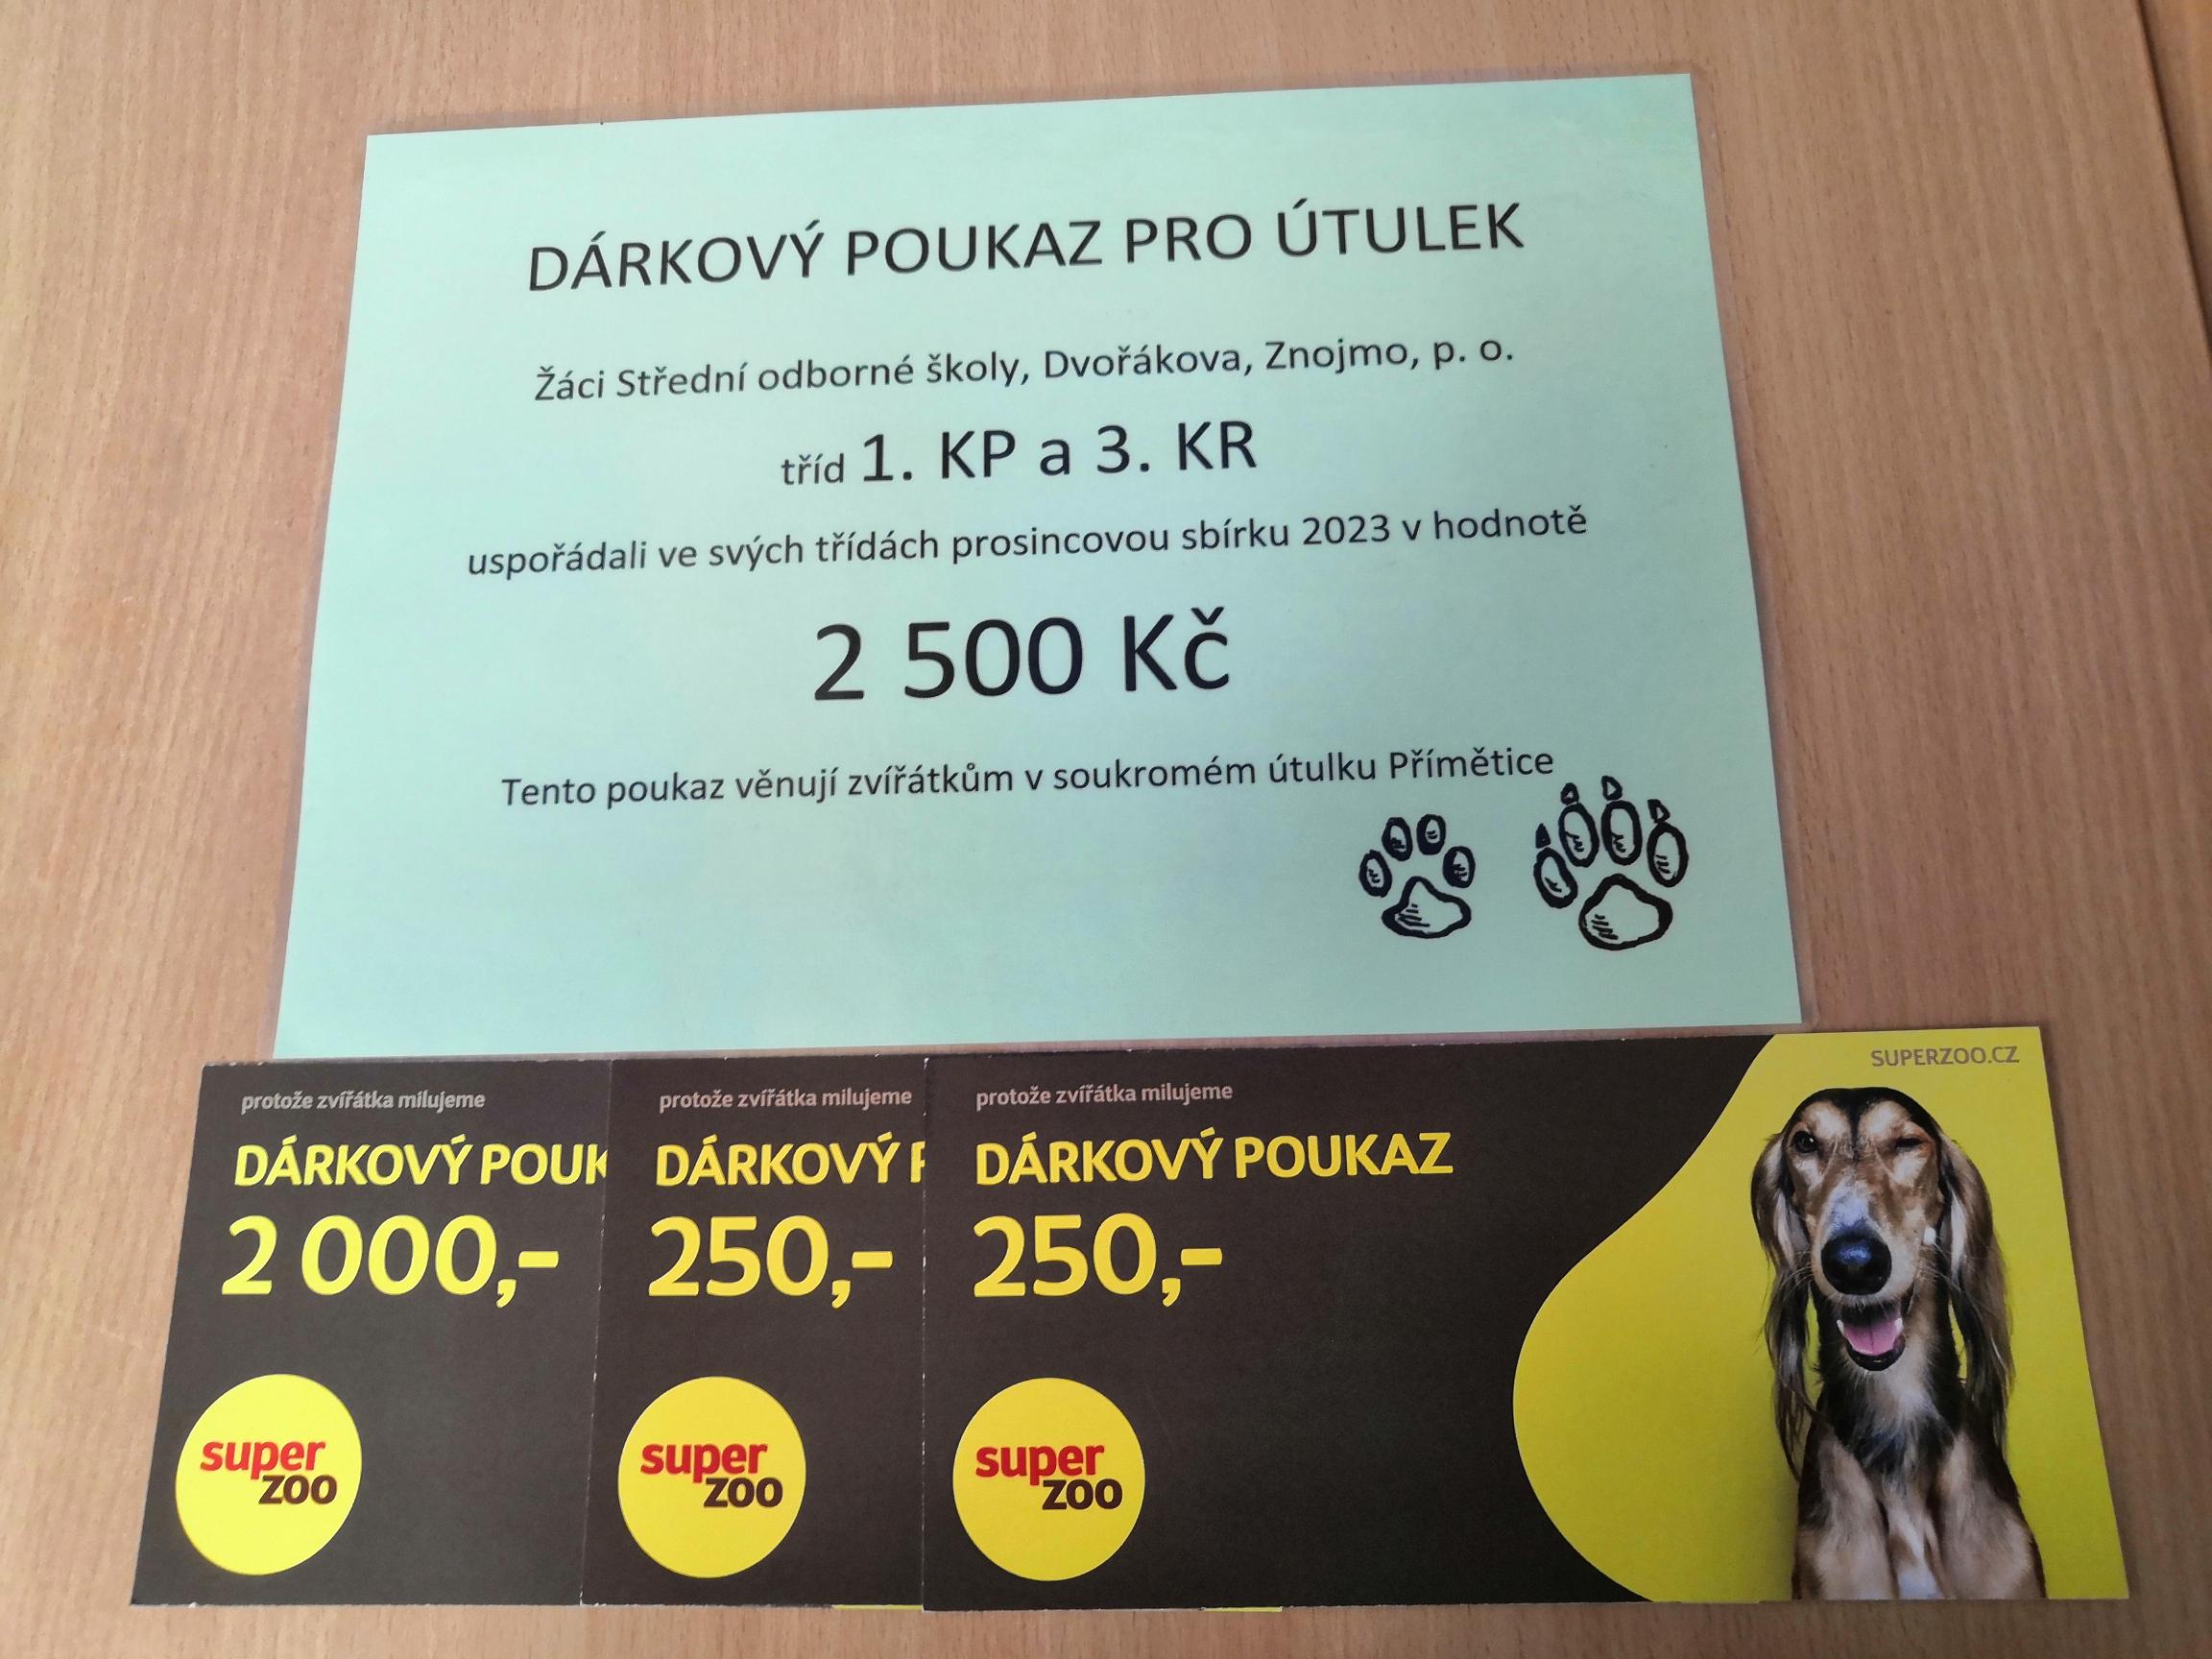 DÁRKOVÝ POUKAZ PRO ÚTULEK
Žáci Střední odborné školy, Dvořákova, Znojmo, p. o.
tříd 1. KP a 3. KR
uspořádali ve svých třídách prosincovou sbírku 2023 v hodnotě
2 500 Kč
Tento poukaz věnují zvířátkům v soukromém útulku Přímětice
protože zvířátka milujeme
DÁRKOVÝ POUK
2 000,-
super
zoo
protože zvířátka milujeme
DÁRKOVÝ P
250,-
super
zoo
protože zvířátka milujeme
DÁRKOVÝ POUKAZ
250,-
super
zoo
SUPERZOO.CZ